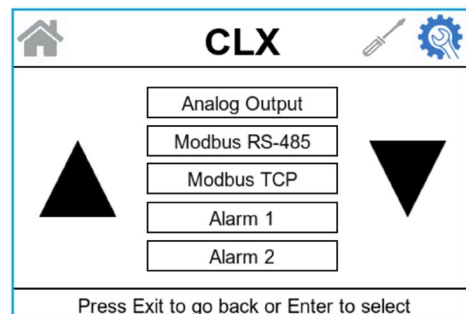 CLX
Analog Output
Modbus RS-485
Modbus TCP
Alarm 1
Alarm 2
Press Exit to go back or Enter to select